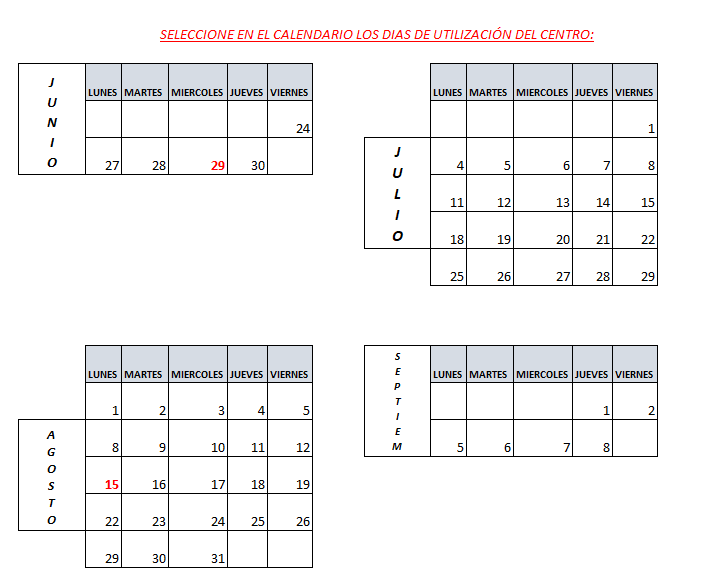 SELECCIONE EN EL CALENDARIO LOS DIAS DE UTILIZACIÓN DEL CENTRO:
JUNIO
LUNES MARTES MIERCOLES JUEVES VIERNES
24
27 28 29 30
JULIO
LUNES MARTES MIERCOLES JUEVES VIERNES
1
4 5 6 7 8
11 12 13 14 15
18 19 20 21 22
25 26 27 28 29
AGOSTO
LUNES MARTES MIERCOLES JUEVES VIERNES
1 2 3 4 5
8 9 10 11 12
15 16 17 18 19
22 23 24 25 26
29 30 31
SEPTIEM
LUNES MARTES MIERCOLES JUEVES VIERNES
1 2
5 6 7 8